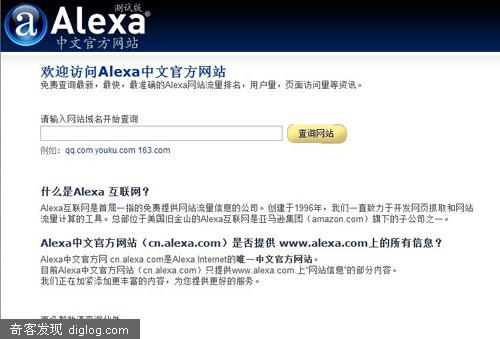 Alexa® 测试版
中文官方网站
欢迎访问Alexa中文官方网站
免费查询最新，最快，最准确的Alexa网站流量排名，用户量，页面访问量等资讯。
请输入网站域名开始查询
查询网站
例如： qq.com youku.com 163.com
什么是Alexa 互联网？
Alexa互联网是首屈一指的免费提供网站流量信息的公司。创建于1996年，我们一直致力于开发网页抓取和网站
流量计算的工具。总部位于美国旧金山的Alexa互联网是亚马逊集团（amazon.com）旗下的子公司之一。
Alexa中文官方网站（cn.alexa.com）是否提供 www.alexa.com上的所有信息？
Alexa中文官方网 cn.alexa.com是Alexa Internet的唯一中文官方网站。
目前Alexa中文官方网站（cn.alexa.com）只提供www.alexa.com上“网站信息”的部分内容。
我们正在加紧添加更丰富的内容，为您提供更好的服务。
奇客发现 diglog.com